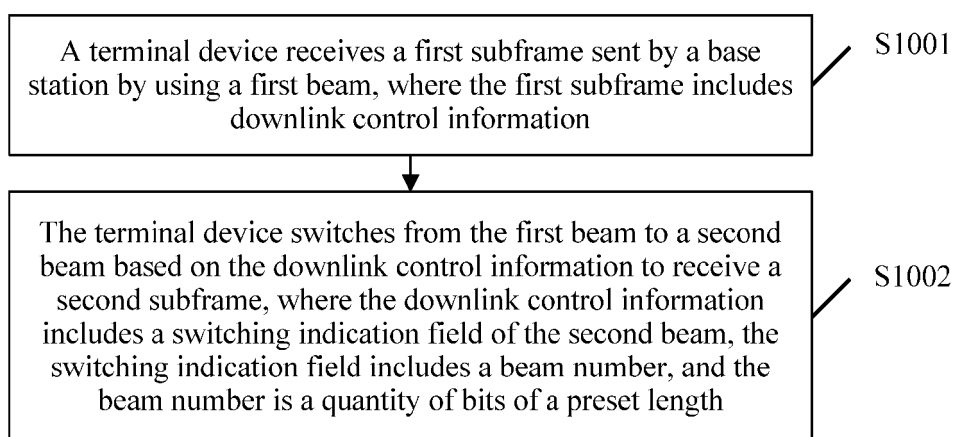 A terminal device receives a first subframe sent by a base
station by using a first beam, where the first subframe includes
downlink control information
S1001
The terminal device switches from the first beam to a second
beam based on the downlink control information to receive a
second subframe, where the downlink control information
includes a switching indication field of the second beam, the
switching indication field includes a beam number, and the
beam number is a quantity of bits of a preset length
S1002